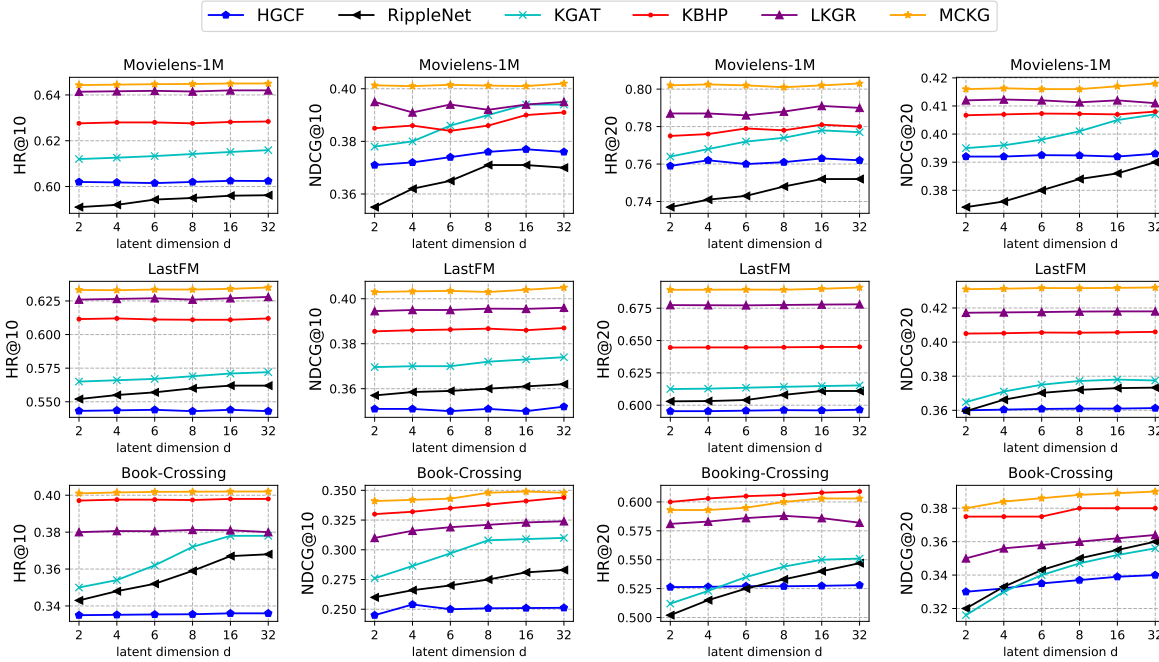 HGCF RippleNet KGAT KBHP LKGR MCKG
Movielens-1M Movielens-1M Movielens-1M Movielens-1M
HR@10 0.64 0.62 0.60
2 4 6 8 16 32
latent dimension d
NDCG@10 0.40 0.38 0.36
2 4 6 8 16 32
latent dimension d
HR@20 0.80 0.78 0.76 0.74
2 4 6 8 16 32
latent dimension d
NDCG@20 0.42 0.41 0.40 0.39 0.38
2 4 6 8 16 32
latent dimension d
LastFM LastFM LastFM LastFM
HR@10 0.625 0.600 0.575 0.550
2 4 6 8 16 32
latent dimension d
NDCG@10 0.40 0.38 0.36
2 4 6 8 16 32
latent dimension d
HR@20 0.675 0.650 0.625 0.600
2 4 6 8 16 32
latent dimension d
NDCG@20 0.42 0.40 0.38 0.36
2 4 6 8 16 32
latent dimension d
Book-Crossing Book-Crossing Booking-Crossing Book-Crossing
HR@10 0.40 0.38 0.36 0.34
2 4 6 8 16 32
latent dimension d
NDCG@10 0.350 0.325 0.300 0.275 0.250
2 4 6 8 16 32
latent dimension d
HR@20 0.600 0.575 0.550 0.525 0.500
2 4 6 8 16 32
latent dimension d
NDCG@20 0.38 0.36 0.34 0.32
2 4 6 8 16 32
latent dimension d